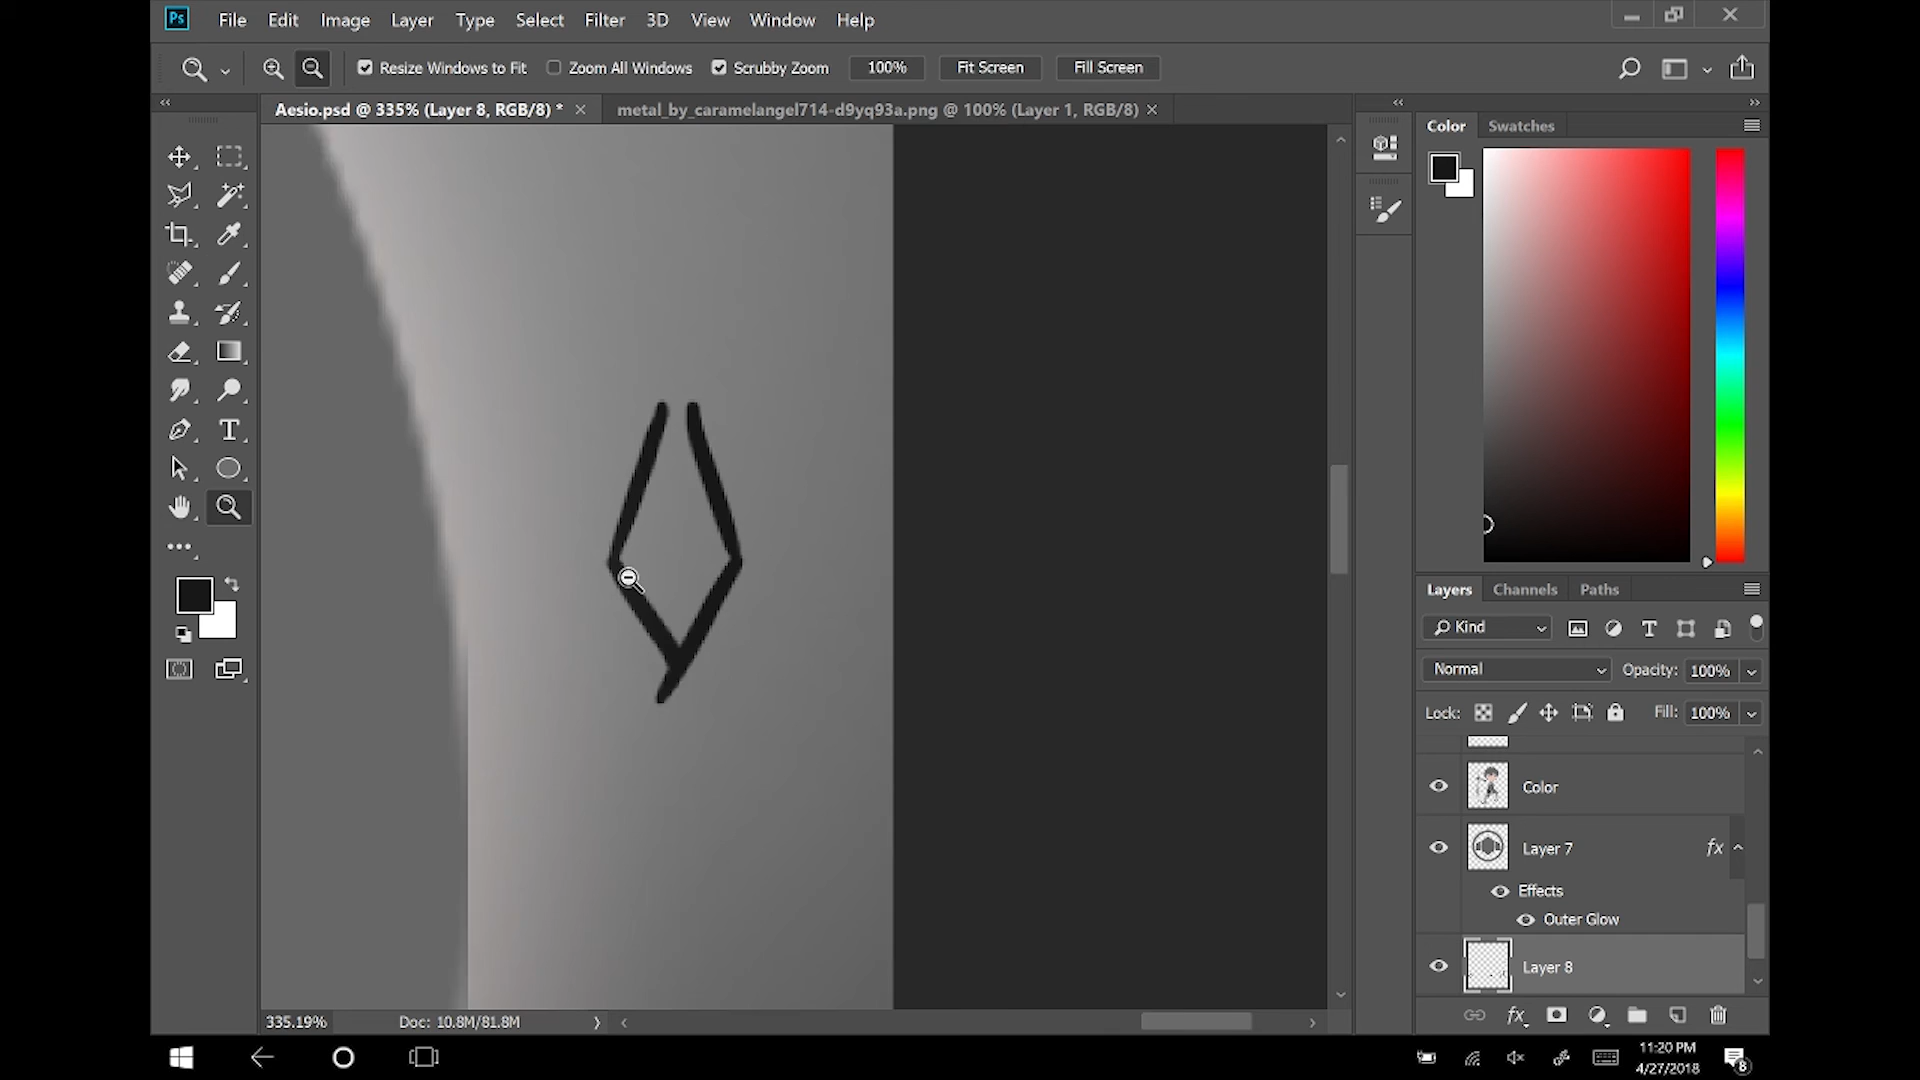 Ps File Edit Image Layer Type Select Filter 3D View Window Help
Resize Windows to Fit Zoom All Windows Scrubby Zoom 100% Fit Screen Fill Screen
Aesio.psd @ 335% (Layer 8, RGB/8) * metal_by_caramelangel714-d9yq93a.png @ 100% (Layer 1, RGB/8)
Color Swatches
Layers Channels Paths
Kind
Normal Opacity: 100%
Lock: Fill: 100%
Color
Layer 7 fx
Effects
Outer Glow
Layer 8
335.19% Doc: 10.8M/81.8M
fx
11:20 PM
4/27/2018
8